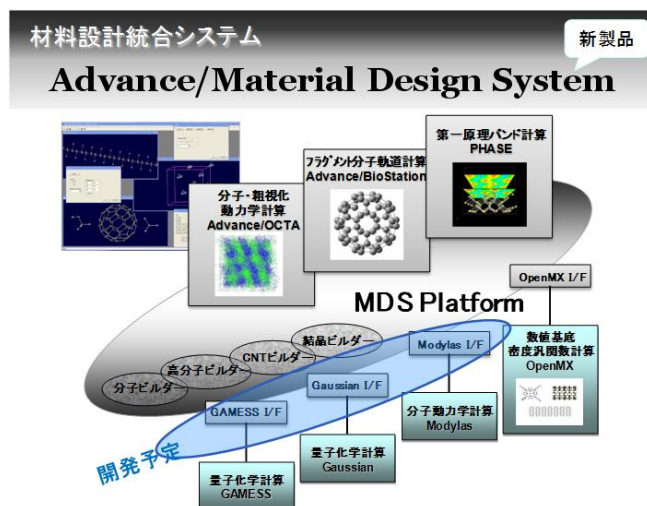 材料設計統合システム
新製品
Advance/Material Design System
第一原理バンド計算
PHASE
フラグメント分子軌道計算
Advance/BioStation
分子・粗視化
動力学計算
Advance/OCTA
OpenMX I/F
MDS Platform
結晶ビルダー
CNTビルダー
高分子ビルダー
分子ビルダー
Modylas I/F
Gaussian I/F
GAMESS I/F
数値基底
密度汎関数計算
OpenMX
分子動力学計算
Modylas
量子化学計算
Gaussian
量子化学計算
GAMESS
開発予定